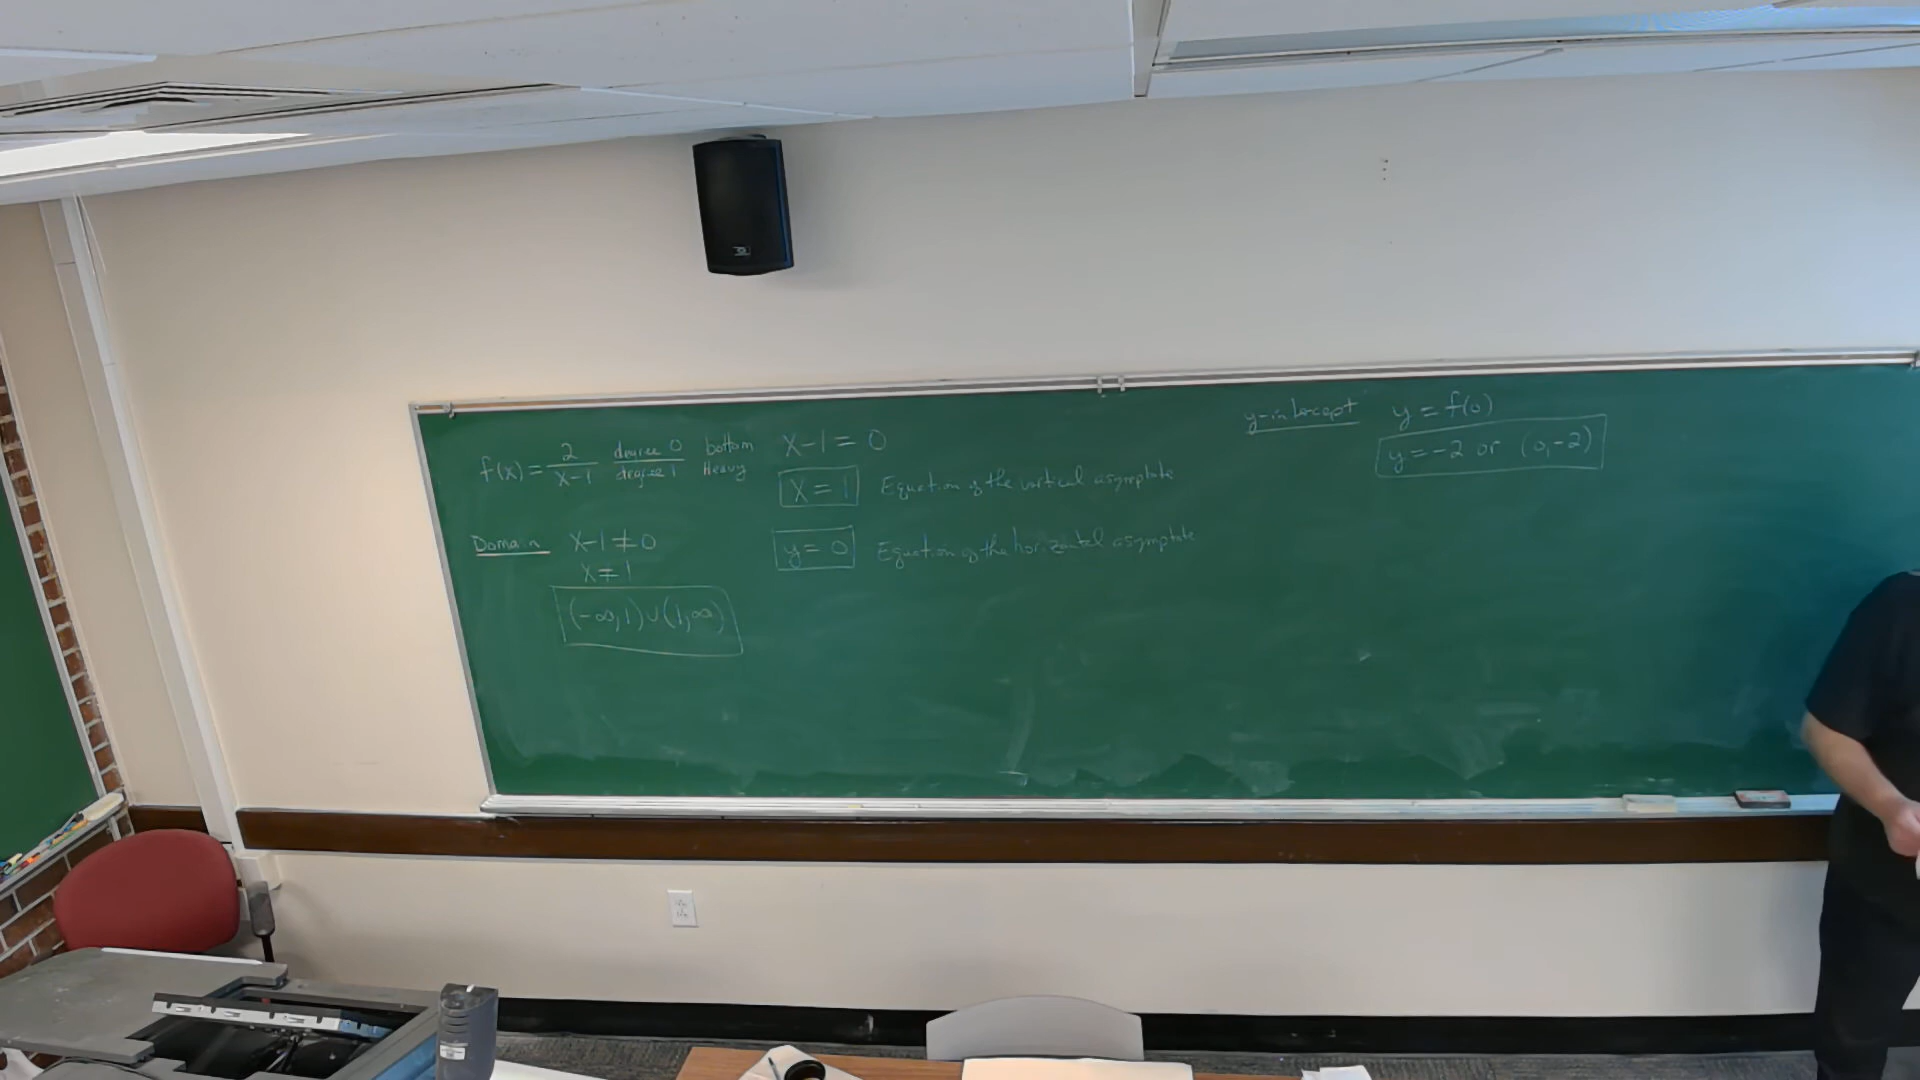 f(x) = 2/(x-1) degree 0/degree 1 bottom Heavy
Domain x-1 ≠ 0
x ≠ 1
(-∞,1)∪(1,∞)
x-1 = 0
x = 1 Equation of the vertical asymptote
y = 0 Equation of the horizontal asymptote
y-intercept y = f(0)
y = -2 or (0,-2)